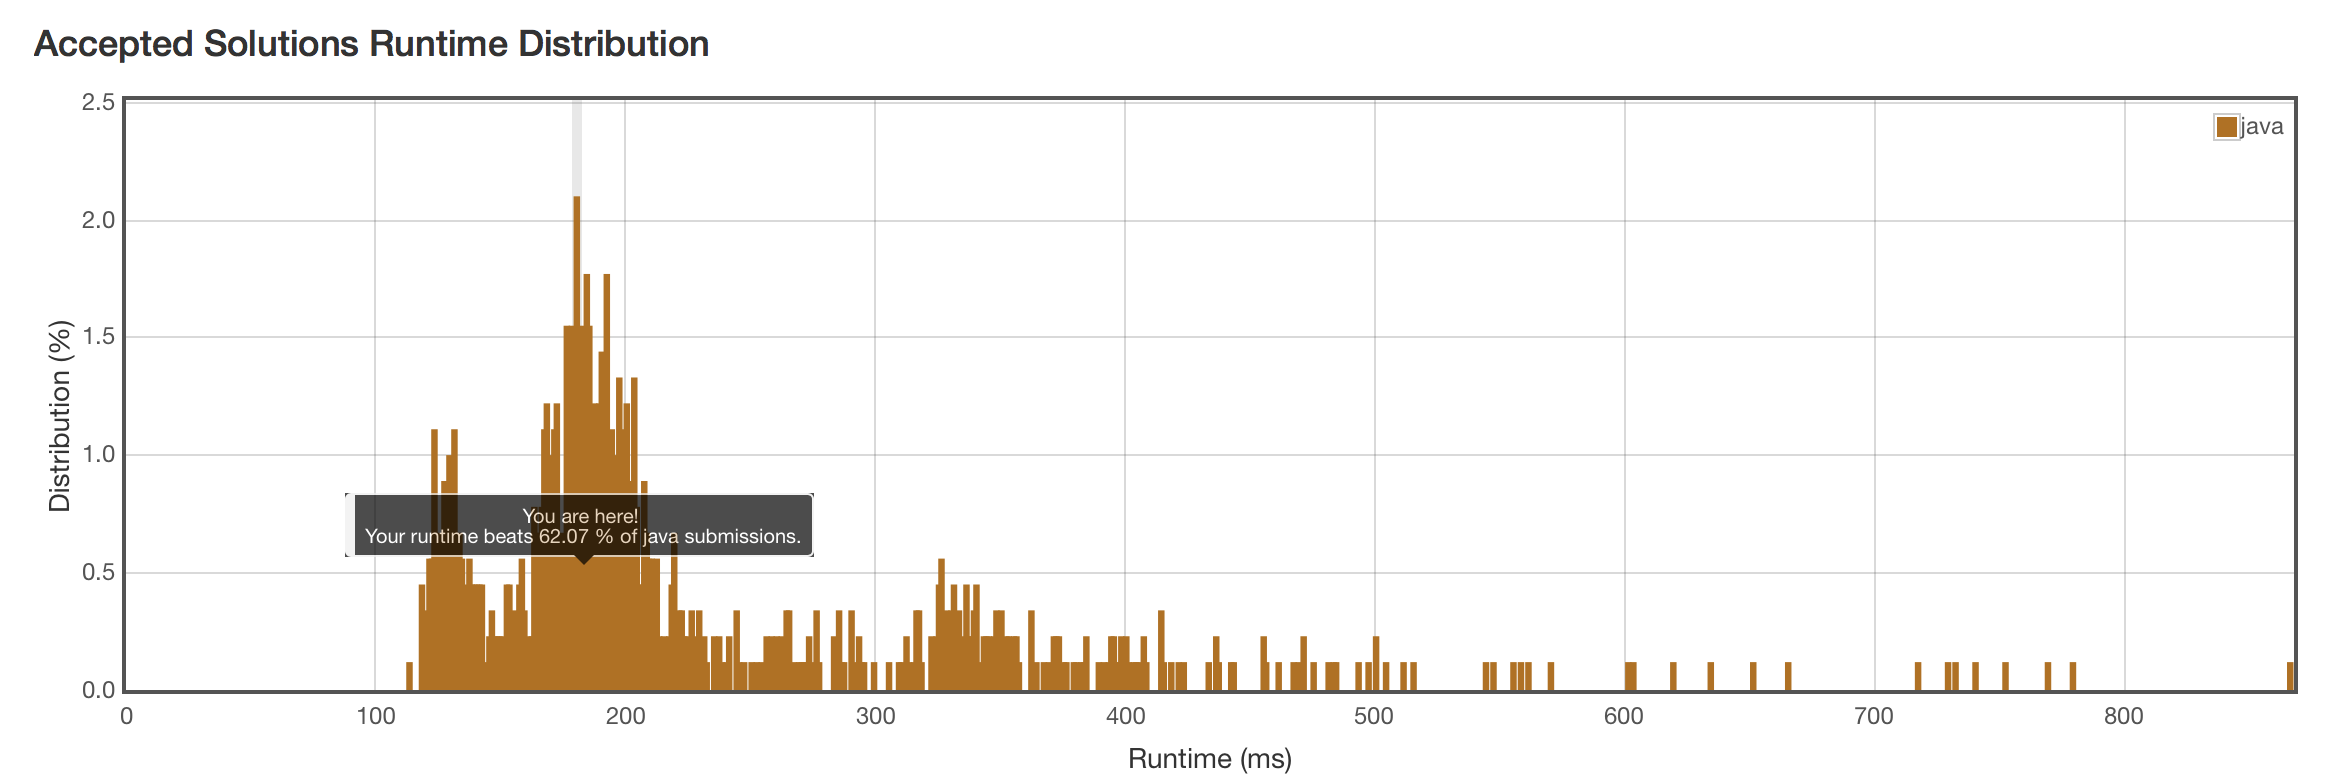 Accepted Solutions Runtime Distribution
2.5
2.0
1.5
1.0
0.5
0.0
Distribution (%)
java
You are here!
Your runtime beats 62.07 % of java submissions.
0 100 200 300 400 500 600 700 800
Runtime (ms)